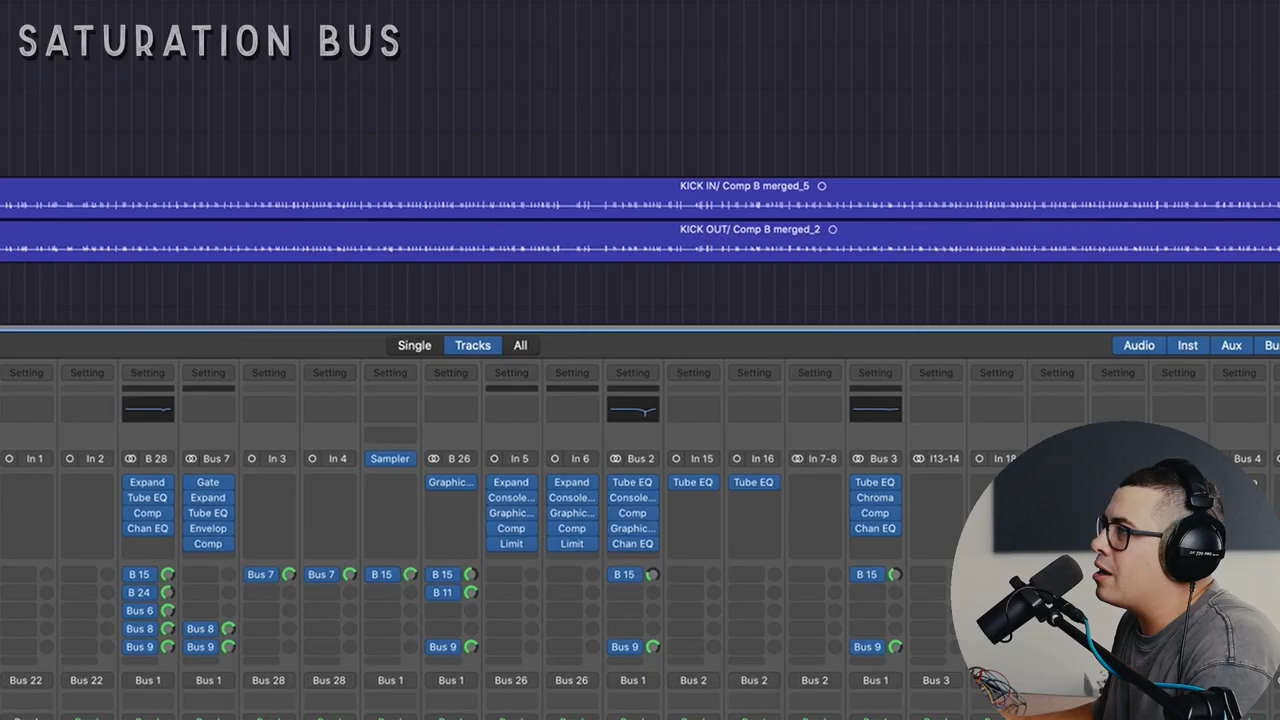 SATURATION BUS
KICK IN/ Comp B merged_5
KICK OUT/ Comp B merged_2
Single Tracks All Audio Inst Aux Bu
Setting Setting Setting Setting Setting Setting Setting Setting Setting Setting Setting Setting Setting Setting Setting Setting Setting Setting Setting Setting Setting
In 1 In 2 B 28 Bus 7 In 3 In 4 Sampler B 26 In 5 In 6 Bus 2 In 15 In 16 In 7-8 Bus 3 i13-14 In 18 Bus 4
Expand Gate Graphic... Expand Expand Tube EQ Tube EQ Tube EQ Tube EQ
Tube EQ Expand Console... Console... Console... Chroma
Comp Tube EQ Graphic... Graphic... Comp Comp
Chan EQ Envelop Comp Comp Graphic... Chan EQ
Comp Limit Limit Chan EQ
B 15 Bus 7 Bus 7 B 15 B 15 B 15 B 15
B 24 B 11
Bus 6
Bus 8 Bus 8
Bus 9 Bus 9 Bus 9 Bus 9 Bus 9
Bus 22 Bus 22 Bus 1 Bus 1 Bus 28 Bus 28 Bus 1 Bus 1 Bus 26 Bus 26 Bus 1 Bus 2 Bus 2 Bus 2 Bus 1 Bus 3